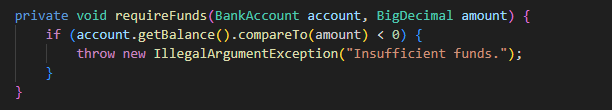 private void requireFunds(BankAccount account, BigDecimal amount) {
    if (account.getBalance().compareTo(amount) < 0) {
        throw new IllegalArgumentException("Insufficient funds.");
    }
}